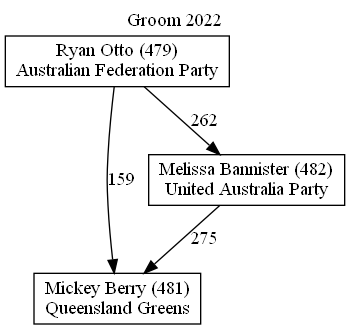 Groom 2022
Ryan Otto (479)
Australian Federation Party
262
159
Melissa Bannister (482)
United Australia Party
275
Mickey Berry (481)
Queensland Greens